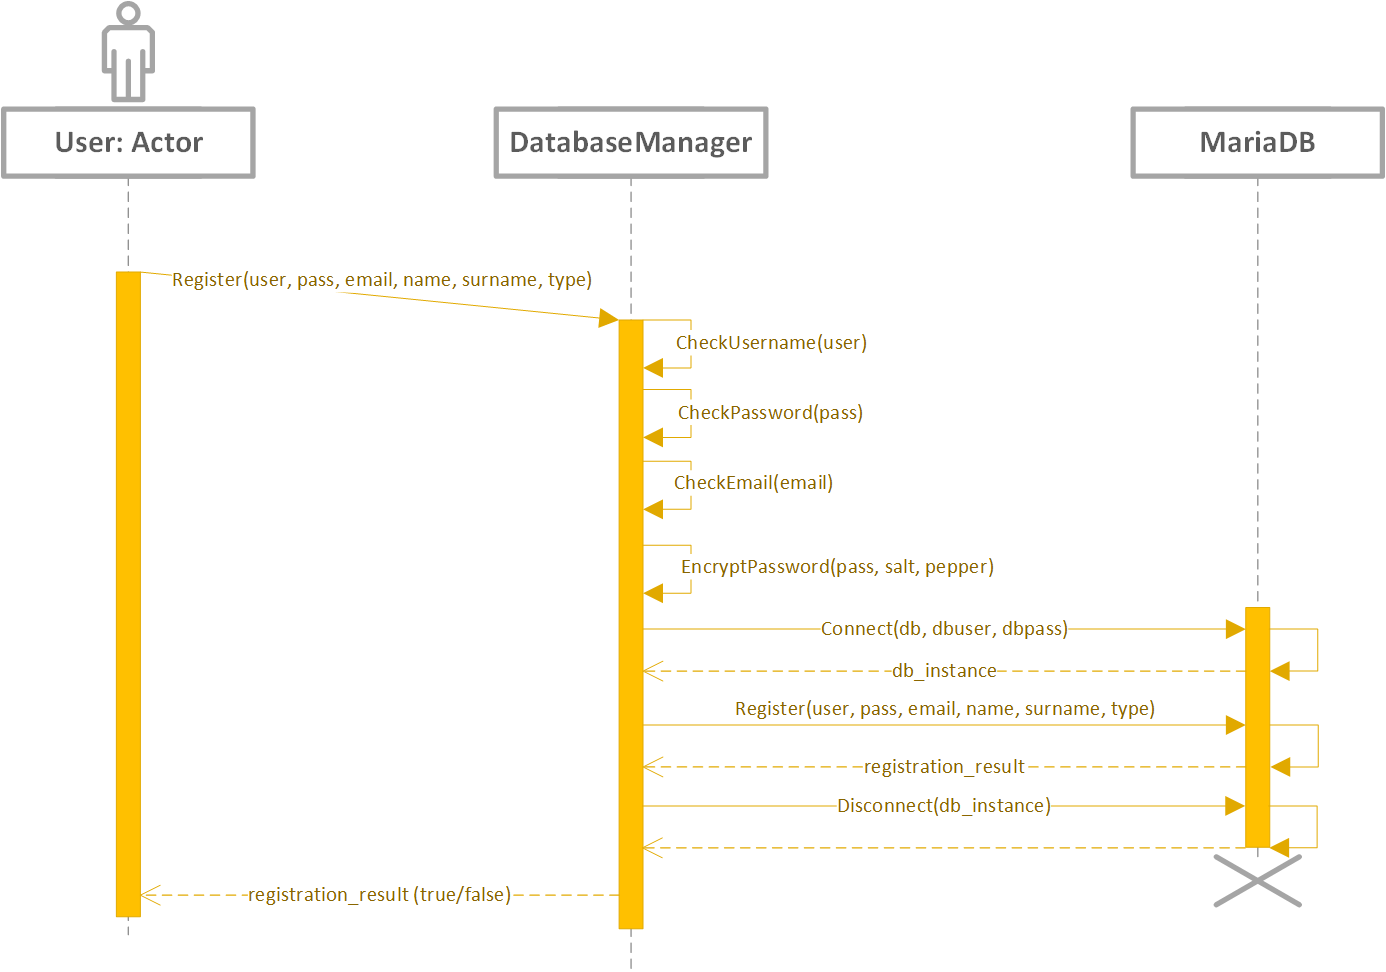 User: Actor
DatabaseManager
MariaDB
Register(user, pass, email, name, surname, type)
CheckUsername(user)
CheckPassword(pass)
CheckEmail(email)
EncryptPassword(pass, salt, pepper)
Connect(db, dbuser, dbpass)
db_instance
Register(user, pass, email, name, surname, type)
registration_result
Disconnect(db_instance)
registration_result (true/false)